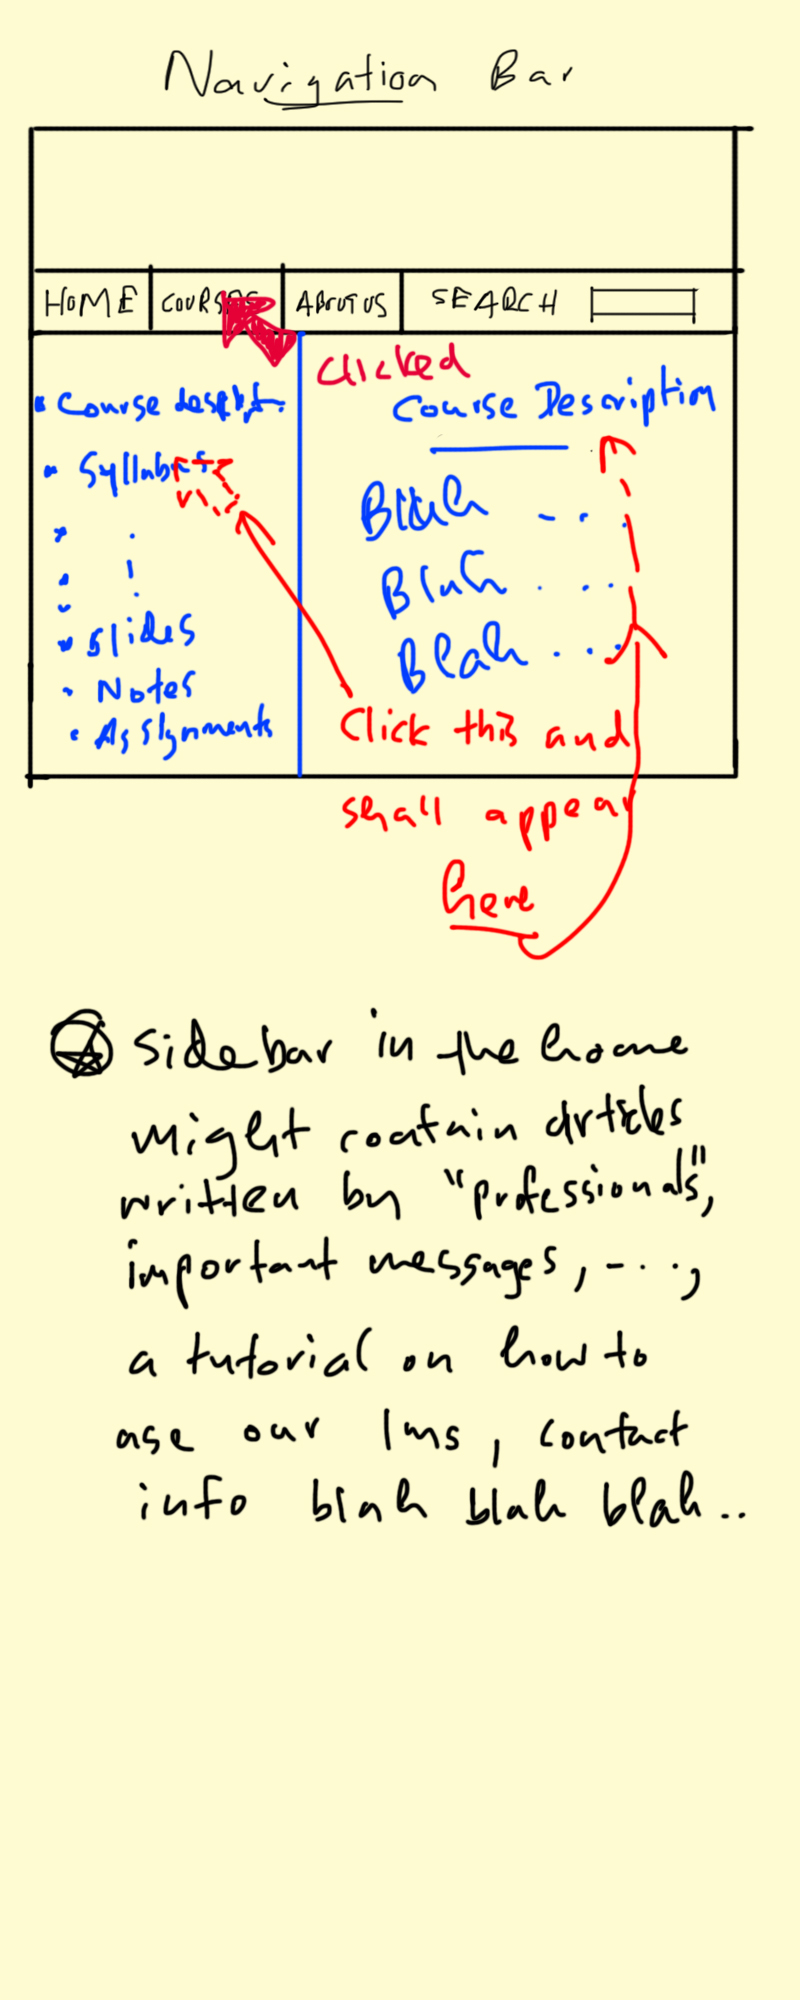 Navigation Bar
HOME COURSES ABOUT US SEARCH
Clicked
• Course descpt.
Course Description
• Syllabus
Blah - . .
Blah . . .
Blah . . .
• Slides
• Notes
• Assignments
Click this and
shall appear
here
sidebar in the home
might contain articles
written by "professionals",
important messages, -..,
a tutorial on how to
use our lms, contact
info blah blah blah..